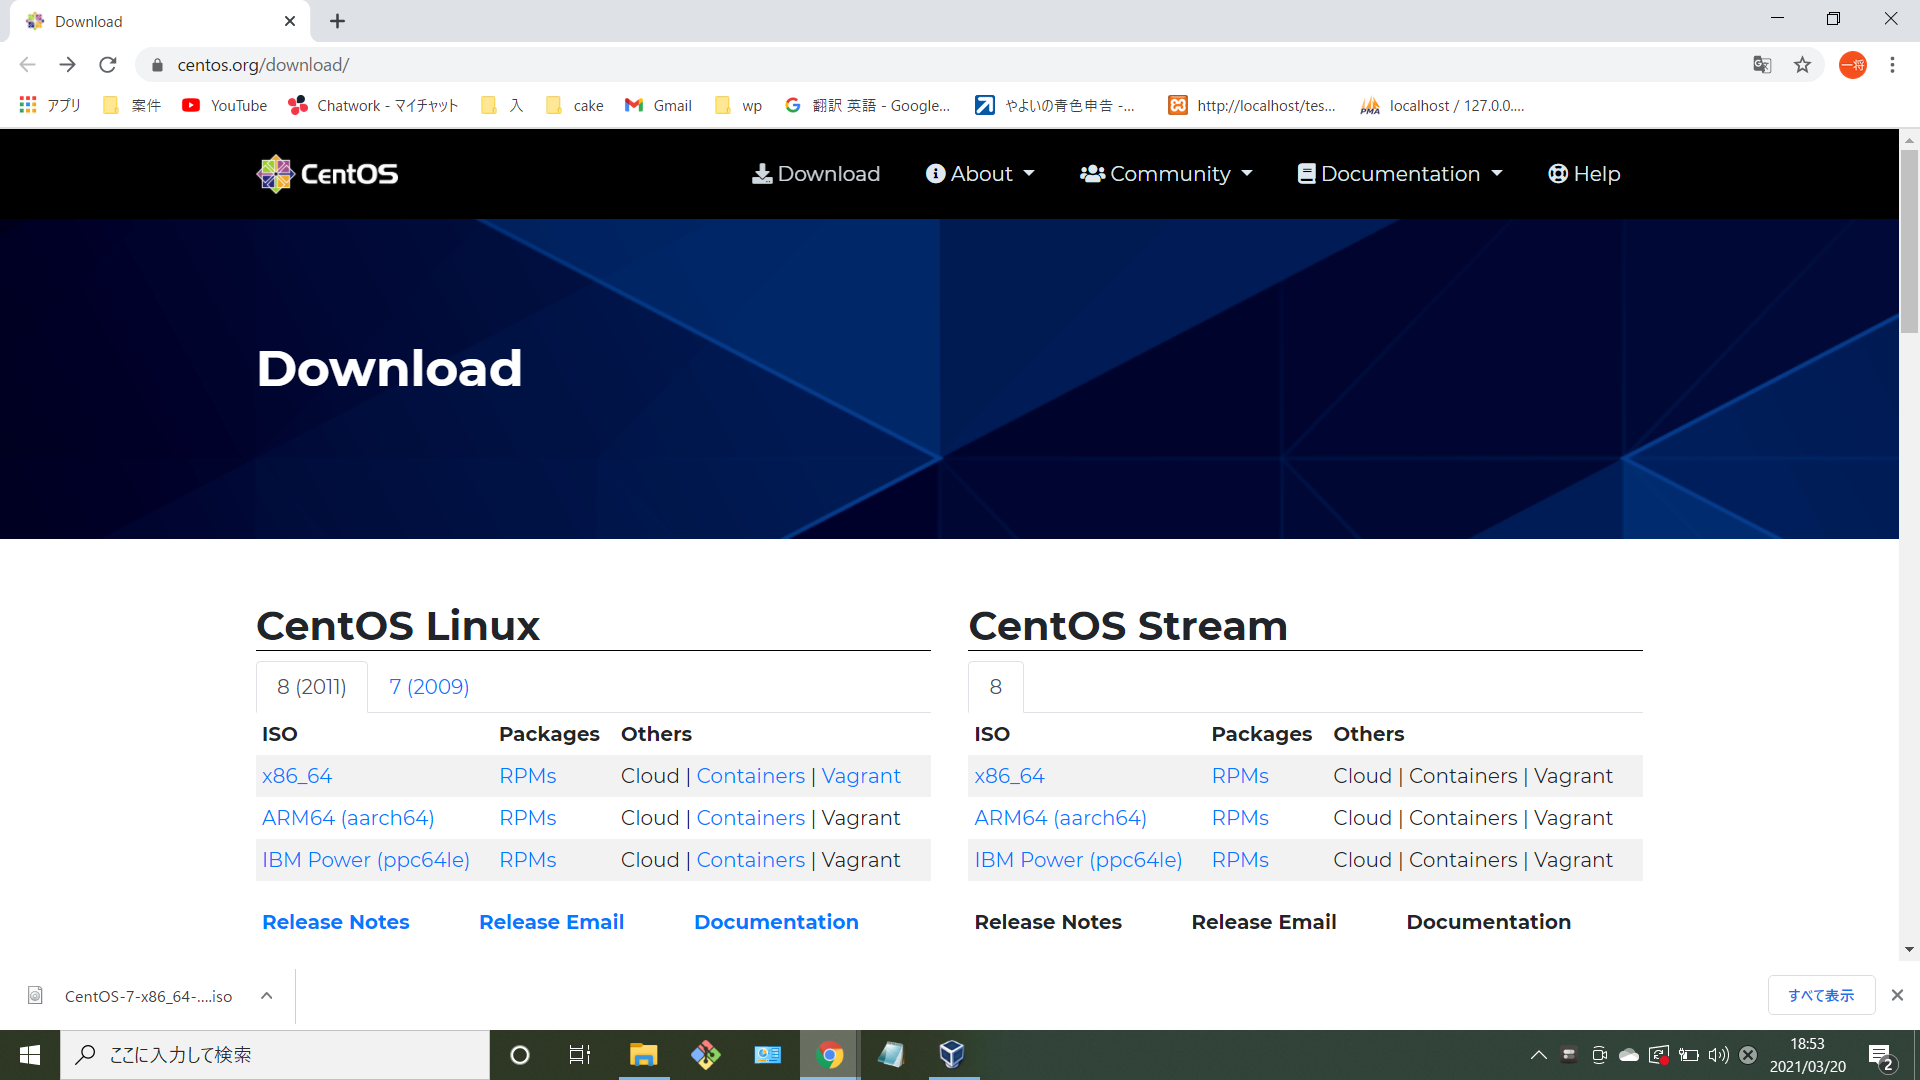 Download
centos.org/download/
一将
アプリ 案件 YouTube Chatwork - マイチャット 入 cake Gmail wp 翻訳 英語 - Google... やよいの青色申告 -... http://localhost/tes... localhost / 127.0.0....
CentOS Download About Community Documentation Help
Download
CentOS Linux
8 (2011) 7 (2009)
ISO Packages Others
x86_64 RPMs Cloud | Containers | Vagrant
ARM64 (aarch64) RPMs Cloud | Containers | Vagrant
IBM Power (ppc64le) RPMs Cloud | Containers | Vagrant
Release Notes Release Email Documentation
CentOS Stream
8
ISO Packages Others
x86_64 RPMs Cloud | Containers | Vagrant
ARM64 (aarch64) RPMs Cloud | Containers | Vagrant
IBM Power (ppc64le) RPMs Cloud | Containers | Vagrant
Release Notes Release Email Documentation
CentOS-7-x86_64-....iso
すべて表示
ここに入力して検索
18:53
2021/03/20
2